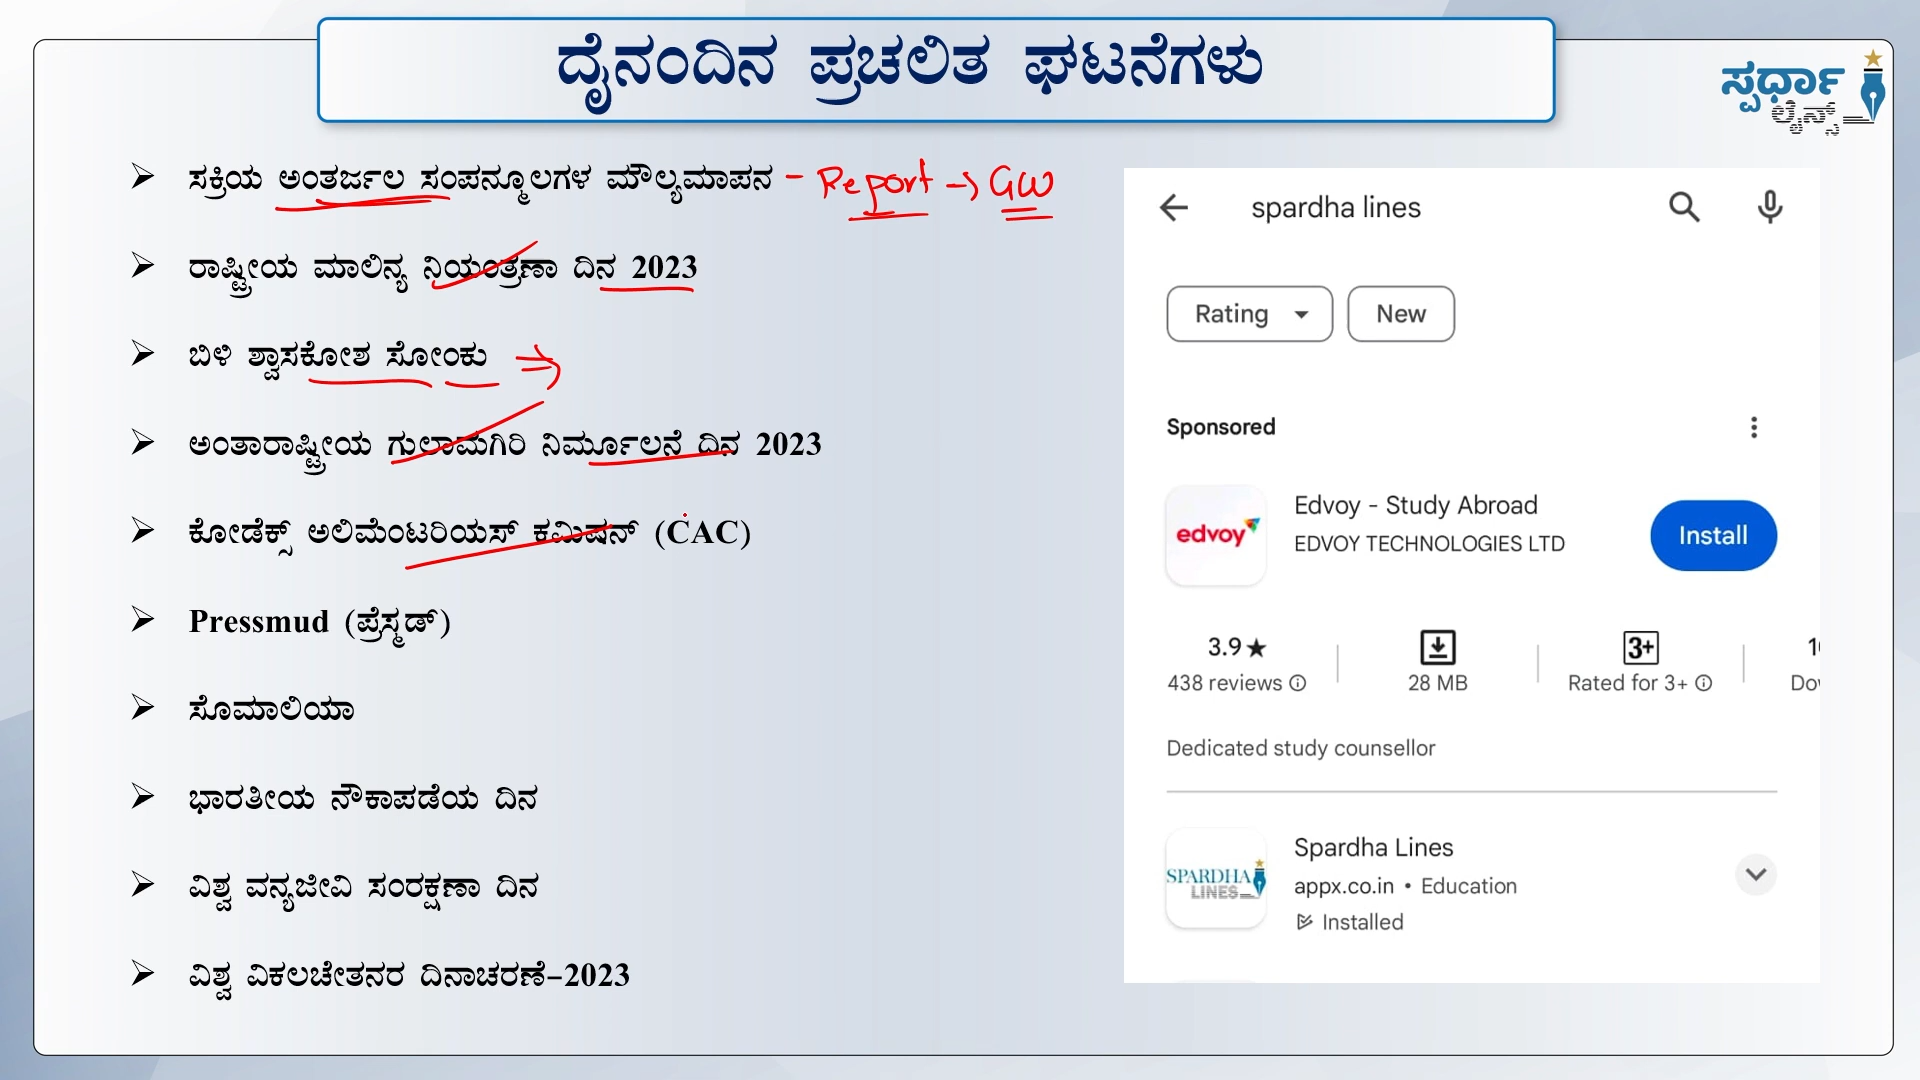 ದೈನಂದಿನ ಪ್ರಚಲಿತ ಘಟನೆಗಳು
ಸ್ಪರ್ಧಾ
ಲೈನ್ಸ್
➢ ಸಕ್ರಿಯ ಅಂತರ್ಜಲ ಸಂಪನ್ಮೂಲಗಳ ಮೌಲ್ಯಮಾಪನ - Report → GW
➢ ರಾಷ್ಟ್ರೀಯ ಮಾಲಿನ್ಯ ನಿಯಂತ್ರಣಾ ದಿನ 2023
➢ ಬಿಳಿ ಶ್ವಾಸಕೋಶ ಸೋಂಕು →
➢ ಅಂತಾರಾಷ್ಟ್ರೀಯ ಗುಲಾಮಗಿರಿ ನಿರ್ಮೂಲನೆ ದಿನ 2023
➢ ಕೋಡೆಕ್ಸ್ ಅಲಿಮೆಂಟರಿಯಸ್ ಕಮಿಷನ್ (CAC)
➢ Pressmud (ಪ್ರೆಸ್ಮಡ್)
➢ ಸೊಮಾಲಿಯಾ
➢ ಭಾರತೀಯ ನೌಕಾಪಡೆಯ ದಿನ
➢ ವಿಶ್ವ ವನ್ಯಜೀವಿ ಸಂರಕ್ಷಣಾ ದಿನ
➢ ವಿಶ್ವ ವಿಕಲಚೇತನರ ದಿನಾಚರಣೆ-2023
spardha lines
Rating New
Sponsored
edvoy
Edvoy - Study Abroad
EDVOY TECHNOLOGIES LTD
Install
3.9★
438 reviews
28 MB
3+
Rated for 3+
Dedicated study counsellor
SPARDHA
LINES
Spardha Lines
appx.co.in • Education
Installed